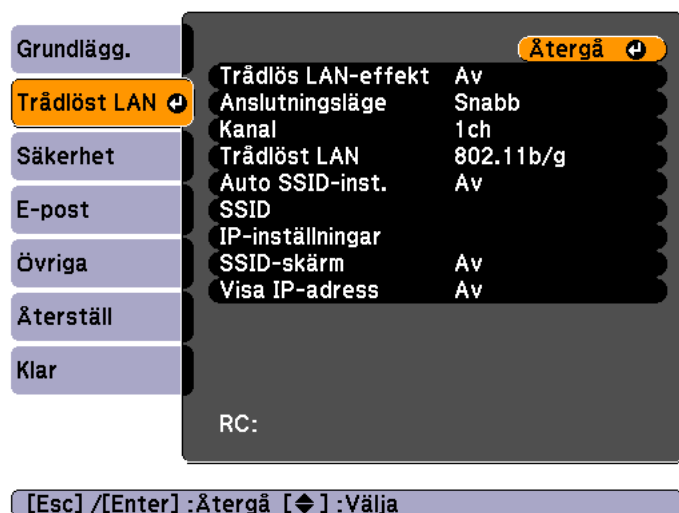 Grundlägg.
Trådlöst LAN
Säkerhet
E-post
Övriga
Återställ
Klar
Återgå
Trådlös LAN-effekt Av
Anslutningsläge Snabb
Kanal 1ch
Trådlöst LAN 802.11b/g
Auto SSID-inst. Av
SSID
IP-inställningar
SSID-skärm Av
Visa IP-adress Av
RC:
[Esc] /[Enter] :Återgå [◆] :Välja